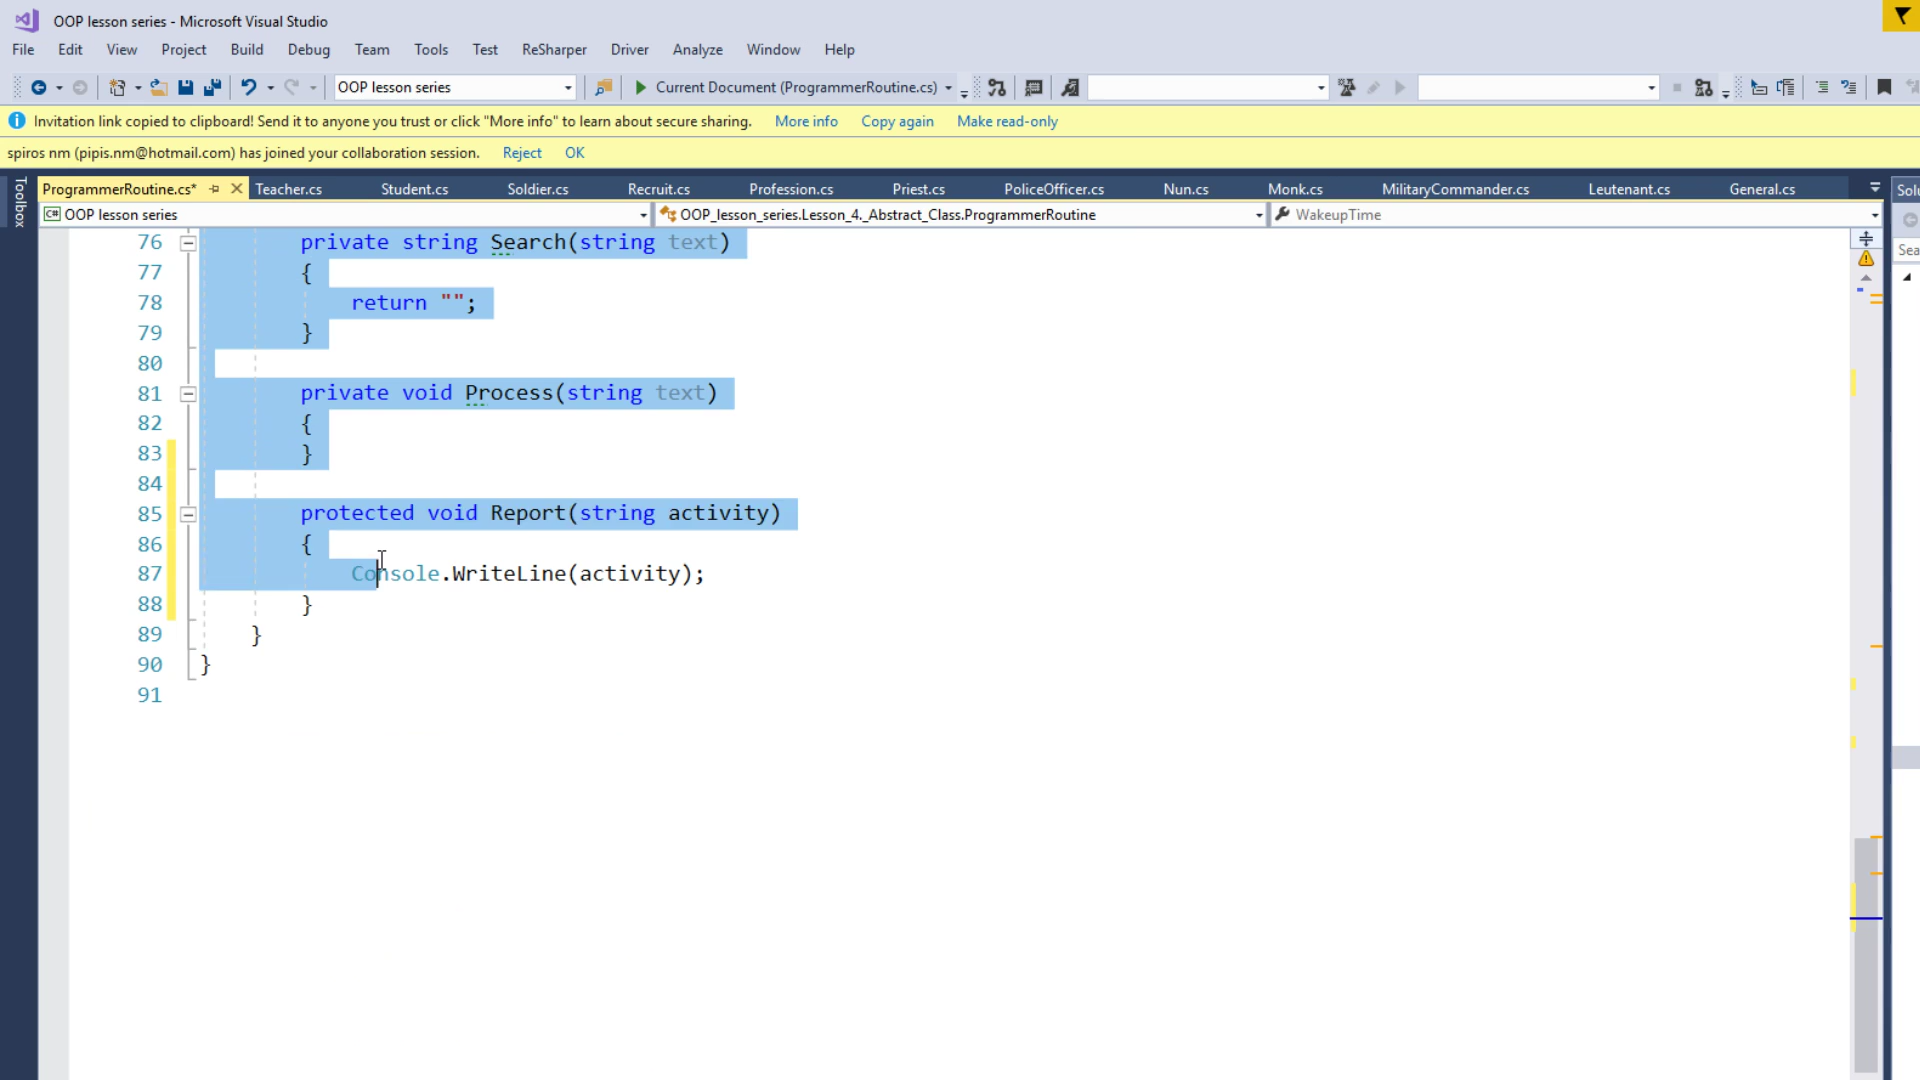 OOP lesson series - Microsoft Visual Studio
File Edit View Project Build Debug Team Tools Test ReSharper Driver Analyze Window Help
OOP lesson series Current Document (ProgrammerRoutine.cs)
Invitation link copied to clipboard! Send it to anyone you trust or click "More info" to learn about secure sharing. More info Copy again Make read-only
spiros nm (pipis.nm@hotmail.com) has joined your collaboration session. Reject OK
Toolbox
ProgrammerRoutine.cs* Teacher.cs Student.cs Soldier.cs Recruit.cs Profession.cs Priest.cs PoliceOfficer.cs Nun.cs Monk.cs MilitaryCommander.cs Leutenant.cs General.cs Solu
C# OOP lesson series OOP_lesson_series.Lesson_4._Abstract_Class.ProgrammerRoutine WakeupTime
Sea
76 private string Search(string text)
77 {
78 return "";
79 }
80
81 private void Process(string text)
82 {
83 }
84
85 protected void Report(string activity)
86 {
87 Console.WriteLine(activity);
88 }
89 }
90 }
91